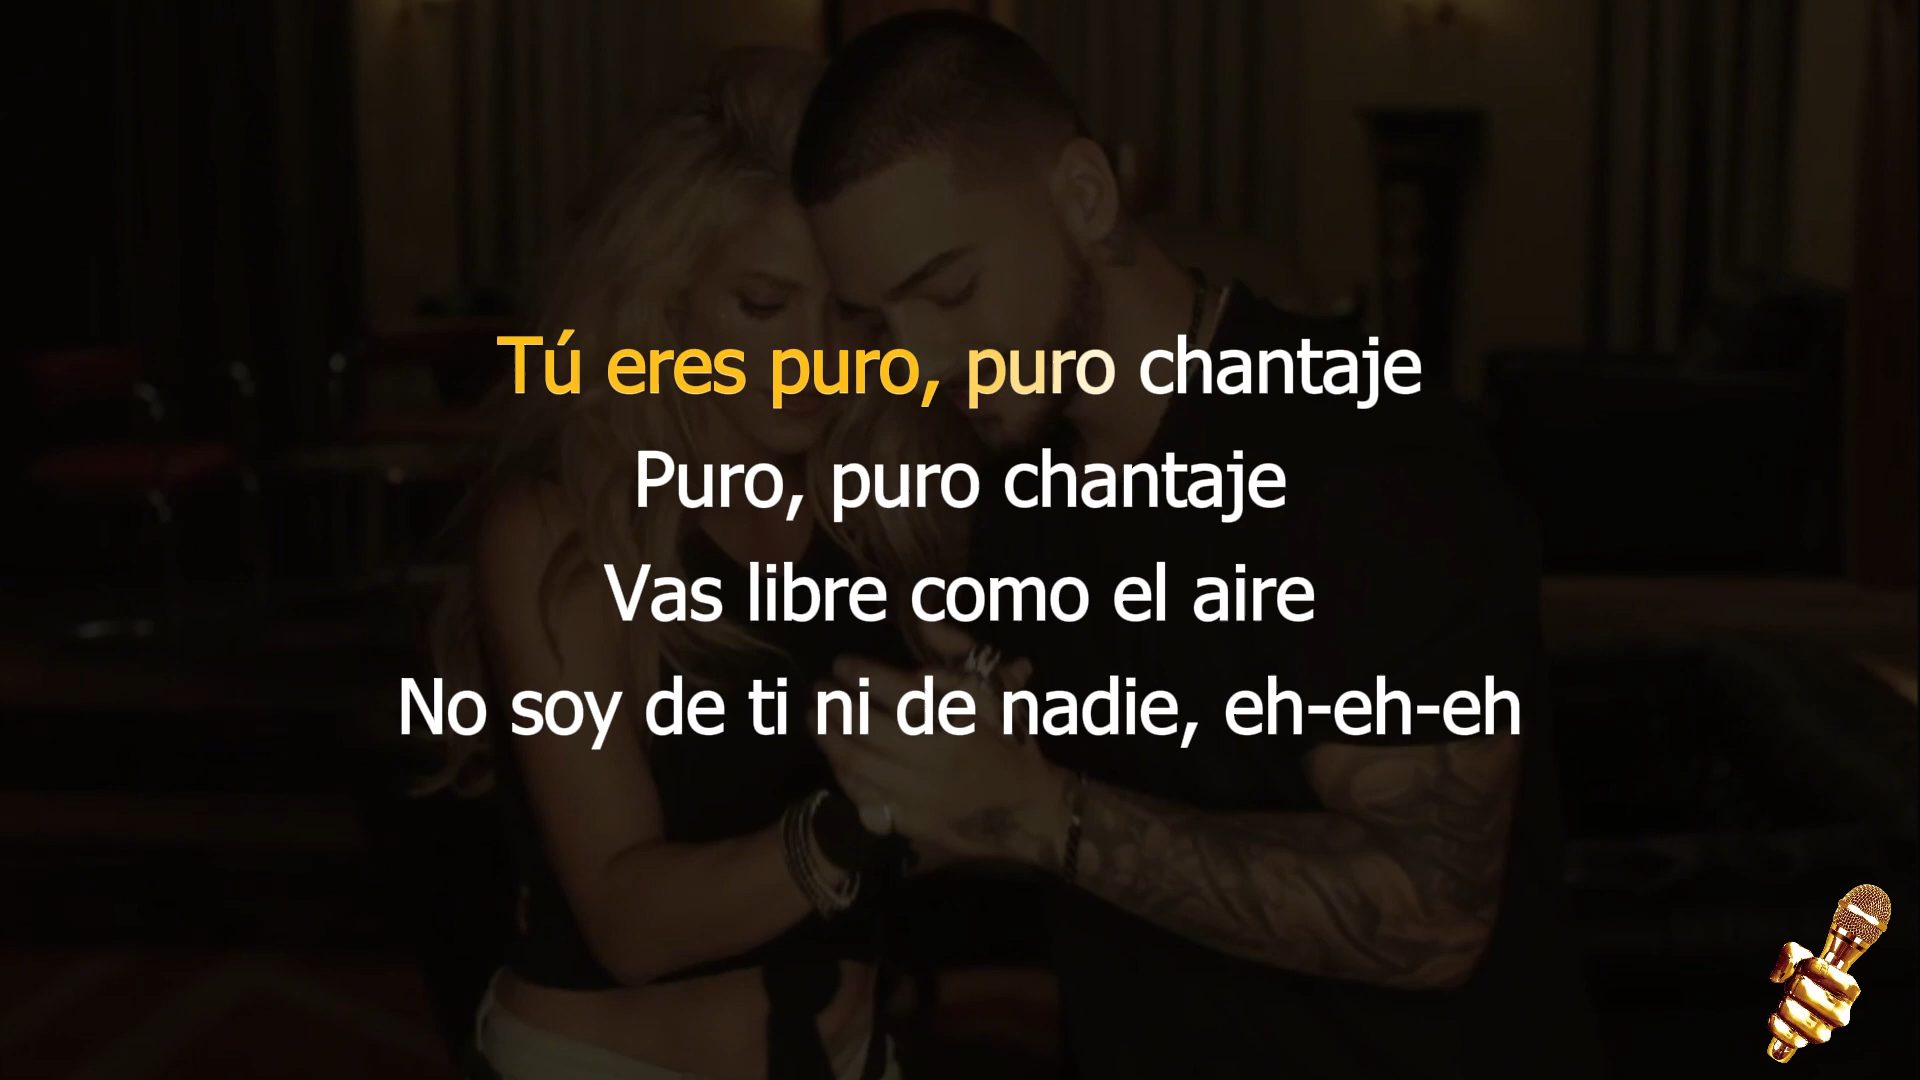 Tú eres puro, puro chantaje
Puro, puro chantaje
Vas libre como el aire
No soy de ti ni de nadie, eh-eh-eh